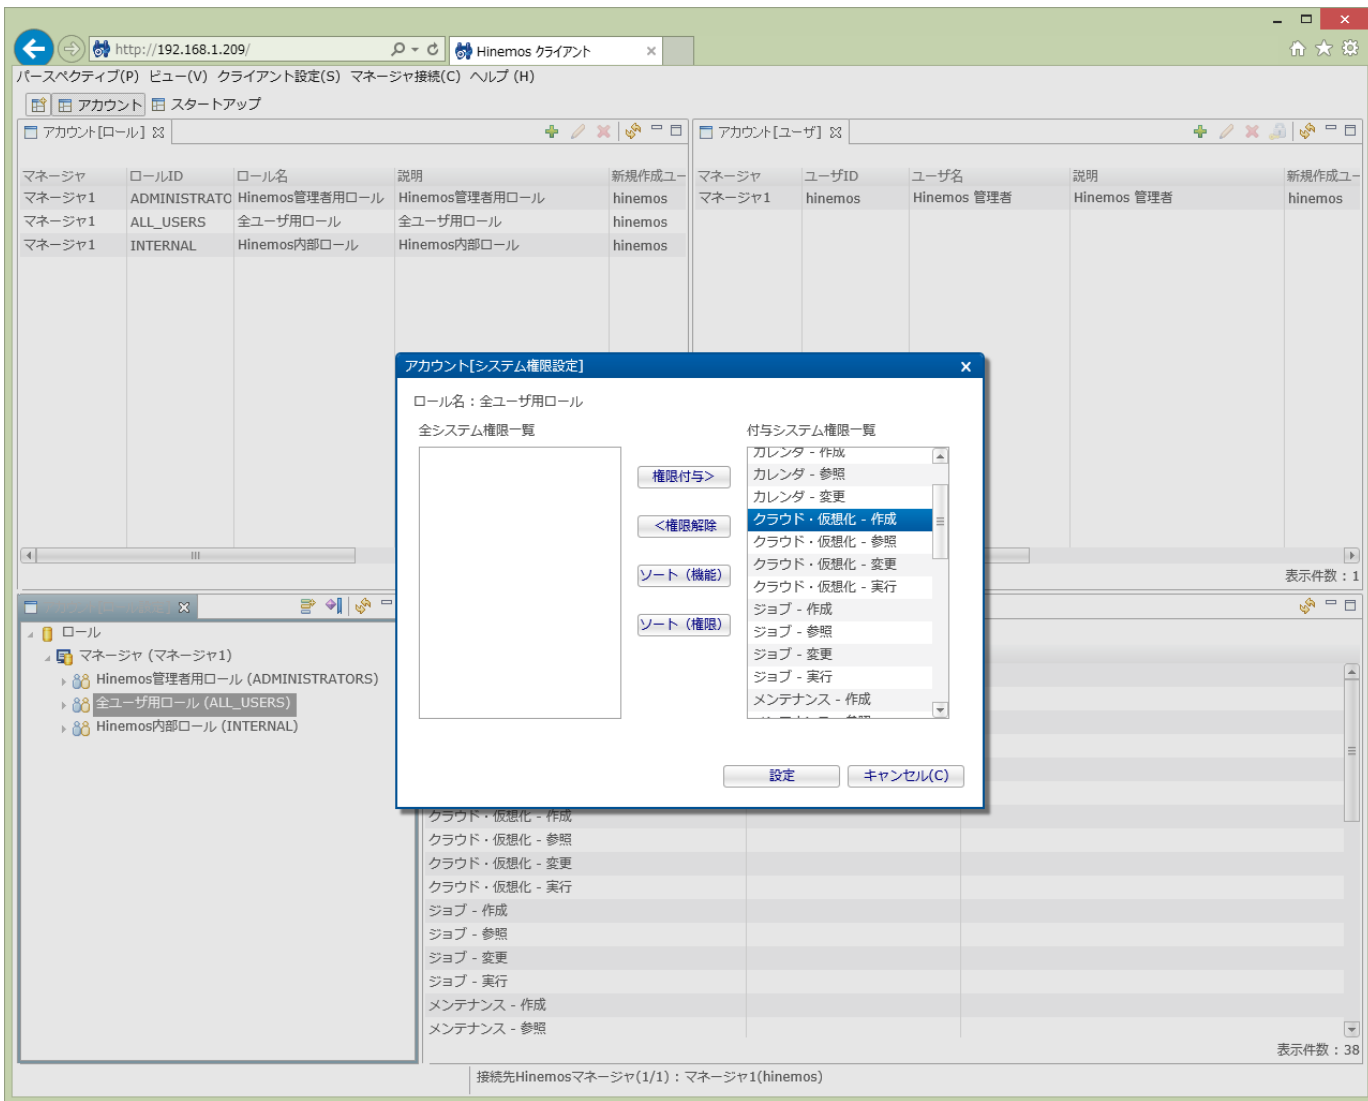 http://192.168.1.209/
Hinemos クライアント
パースペクティブ(P) ビュー(V) クライアント設定(S) マネージャ接続(C) ヘルプ (H)
アカウント スタートアップ
アカウント[ロール]
マネージャ ロールID ロール名 説明 新規作成ユー
マネージャ1 ADMINISTRATO Hinemos管理者用ロール Hinemos管理者用ロール hinemos
マネージャ1 ALL_USERS 全ユーザ用ロール 全ユーザ用ロール hinemos
マネージャ1 INTERNAL Hinemos内部ロール Hinemos内部ロール hinemos
アカウント[ユーザ]
マネージャ ユーザID ユーザ名 説明 新規作成ユー
マネージャ1 hinemos Hinemos 管理者 Hinemos 管理者 hinemos
表示件数：1
アカウント[システム権限設定]
ロール名：全ユーザ用ロール
全システム権限一覧
権限付与>
<権限解除
ソート（機能）
ソート（権限）
付与システム権限一覧
カレンダ - 作成
カレンダ - 参照
カレンダ - 変更
クラウド・仮想化 - 作成
クラウド・仮想化 - 参照
クラウド・仮想化 - 変更
クラウド・仮想化 - 実行
ジョブ - 作成
ジョブ - 参照
ジョブ - 変更
ジョブ - 実行
メンテナンス - 作成
設定 キャンセル(C)
ロール
マネージャ (マネージャ1)
Hinemos管理者用ロール (ADMINISTRATORS)
全ユーザ用ロール (ALL_USERS)
Hinemos内部ロール (INTERNAL)
クラウド・仮想化 - 作成
クラウド・仮想化 - 参照
クラウド・仮想化 - 変更
クラウド・仮想化 - 実行
ジョブ - 作成
ジョブ - 参照
ジョブ - 変更
ジョブ - 実行
メンテナンス - 作成
メンテナンス - 参照
表示件数：38
接続先Hinemosマネージャ(1/1)：マネージャ1(hinemos)